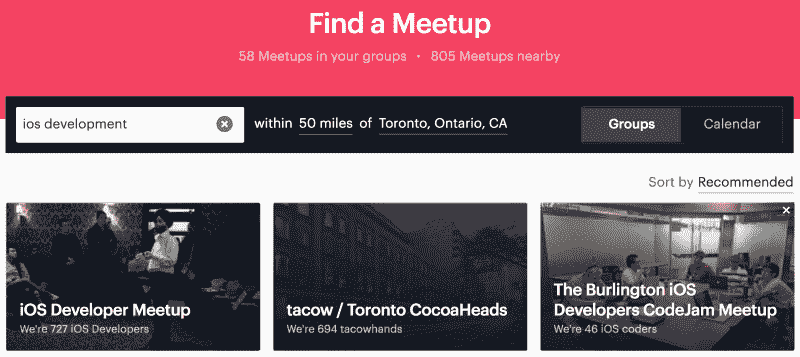 Find a Meetup
58 Meetups in your groups • 805 Meetups nearby
ios development within 50 miles of Toronto, Ontario, CA Groups Calendar
Sort by Recommended
iOS Developer Meetup
We're 727 iOS Developers
tacow / Toronto CocoaHeads
We're 694 tacowhands
The Burlington iOS
Developers CodeJam Meetup
We're 46 iOS coders